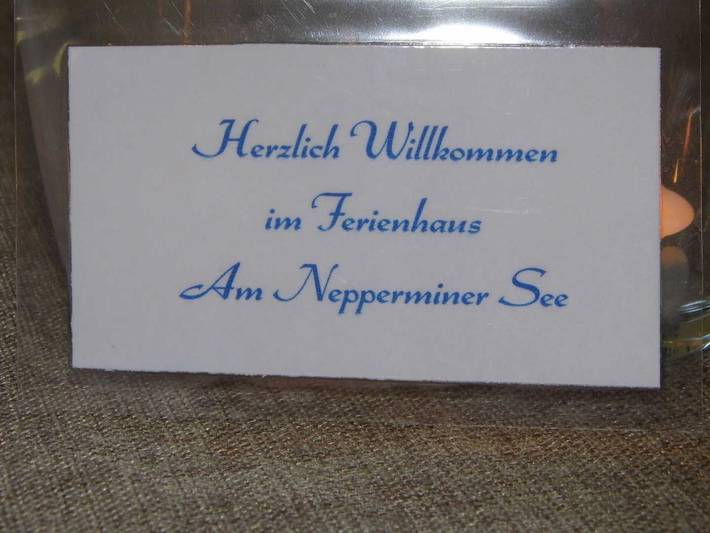 Herzlich Willkommen
im Ferienhaus
Am Nepperminer See